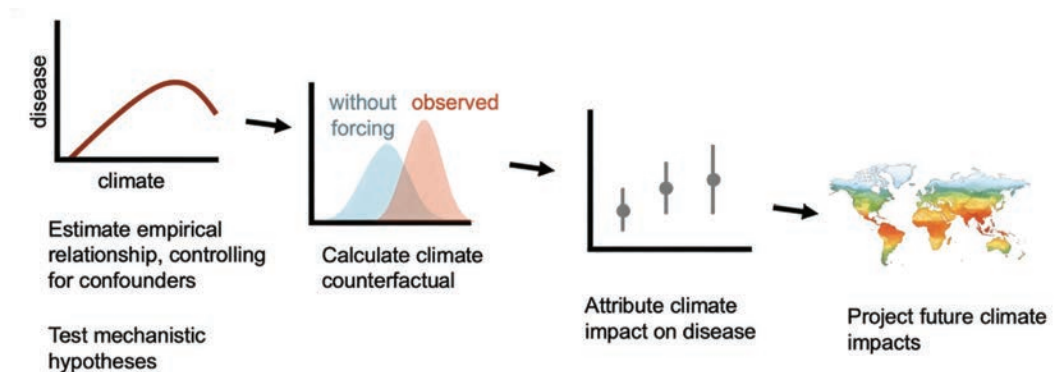 disease
climate
Estimate empirical
relationship, controlling
for confounders
Test mechanistic
hypotheses
without
forcing
observed
Calculate climate
counterfactual
Attribute climate
impact on disease
Project future climate
impacts